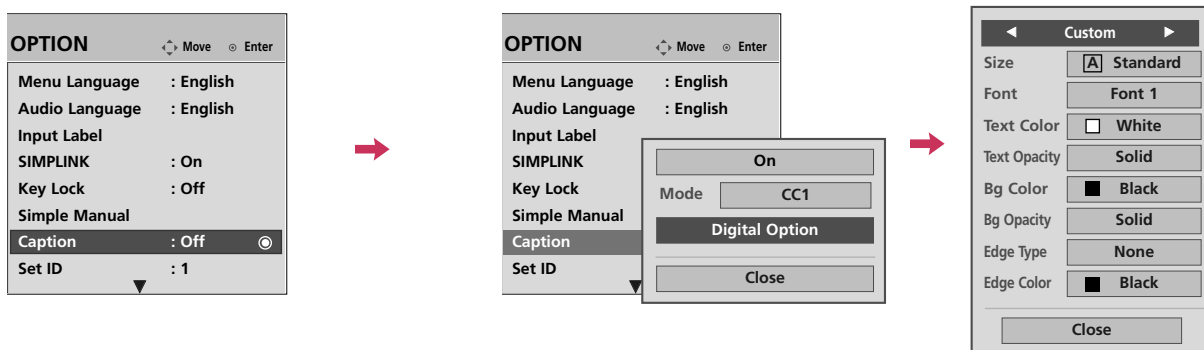 OPTION Move Enter
Menu Language : English
Audio Language : English
Input Label
SIMPLINK : On
Key Lock : Off
Simple Manual
Caption : Off
Set ID : 1
OPTION Move Enter
Menu Language : English
Audio Language : English
Input Label
SIMPLINK
Key Lock
Simple Manual
Caption
Set ID
On
Mode CC1
Digital Option
Close
Custom
Size A Standard
Font Font 1
Text Color White
Text Opacity Solid
Bg Color Black
Bg Opacity Solid
Edge Type None
Edge Color Black
Close